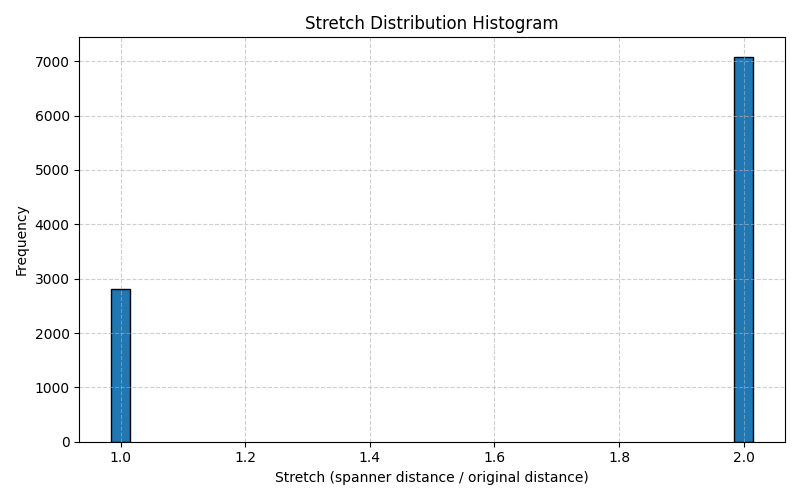 Stretch Distribution Histogram
Frequency
7000
6000
5000
4000
3000
2000
1000
0
1.0 1.2 1.4 1.6 1.8 2.0
Stretch (spanner distance / original distance)